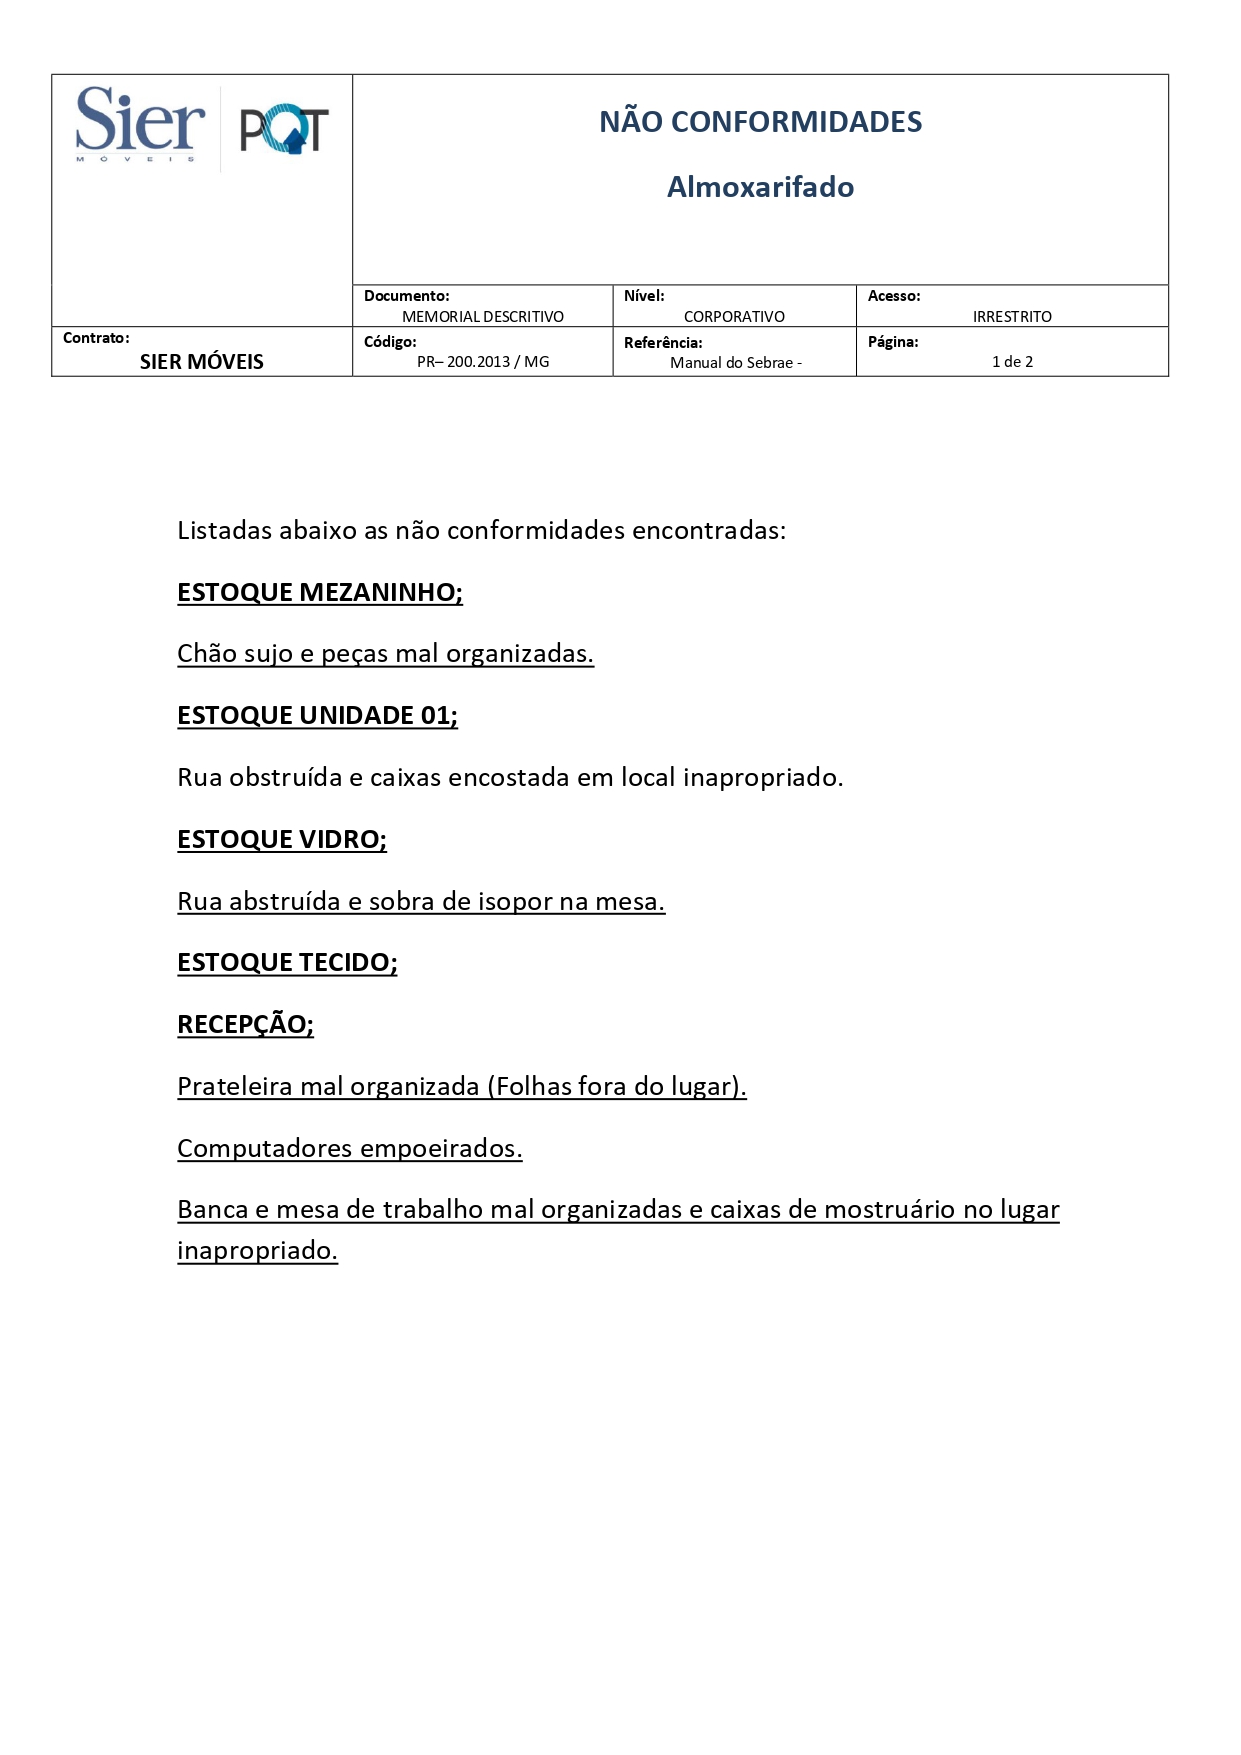 Sier
MÓVEIS
PQT
NÃO CONFORMIDADES
Almoxarifado
Documento:
MEMORIAL DESCRITIVO
Nível:
CORPORATIVO
Acesso:
IRRESTRITO
Contrato:
SIER MÓVEIS
Código:
PR– 200.2013 / MG
Referência:
Manual do Sebrae -
Página:
1 de 2
Listadas abaixo as não conformidades encontradas:
ESTOQUE MEZANINHO;
Chão sujo e peças mal organizadas.
ESTOQUE UNIDADE 01;
Rua obstruída e caixas encostada em local inapropriado.
ESTOQUE VIDRO;
Rua abstruída e sobra de isopor na mesa.
ESTOQUE TECIDO;
RECEPÇÃO;
Prateleira mal organizada (Folhas fora do lugar).
Computadores empoeirados.
Banca e mesa de trabalho mal organizadas e caixas de mostruário no lugar
inapropriado.